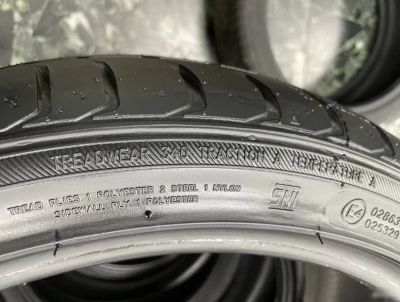 TREADWEAR 240 TRACTION A TEMPERATURE A
TREAD PLIES 1 POLYESTER 2 STEEL 1 NYLON
SIDEWALL PLY 1 POLYESTER
SNI
E4
02863
025329